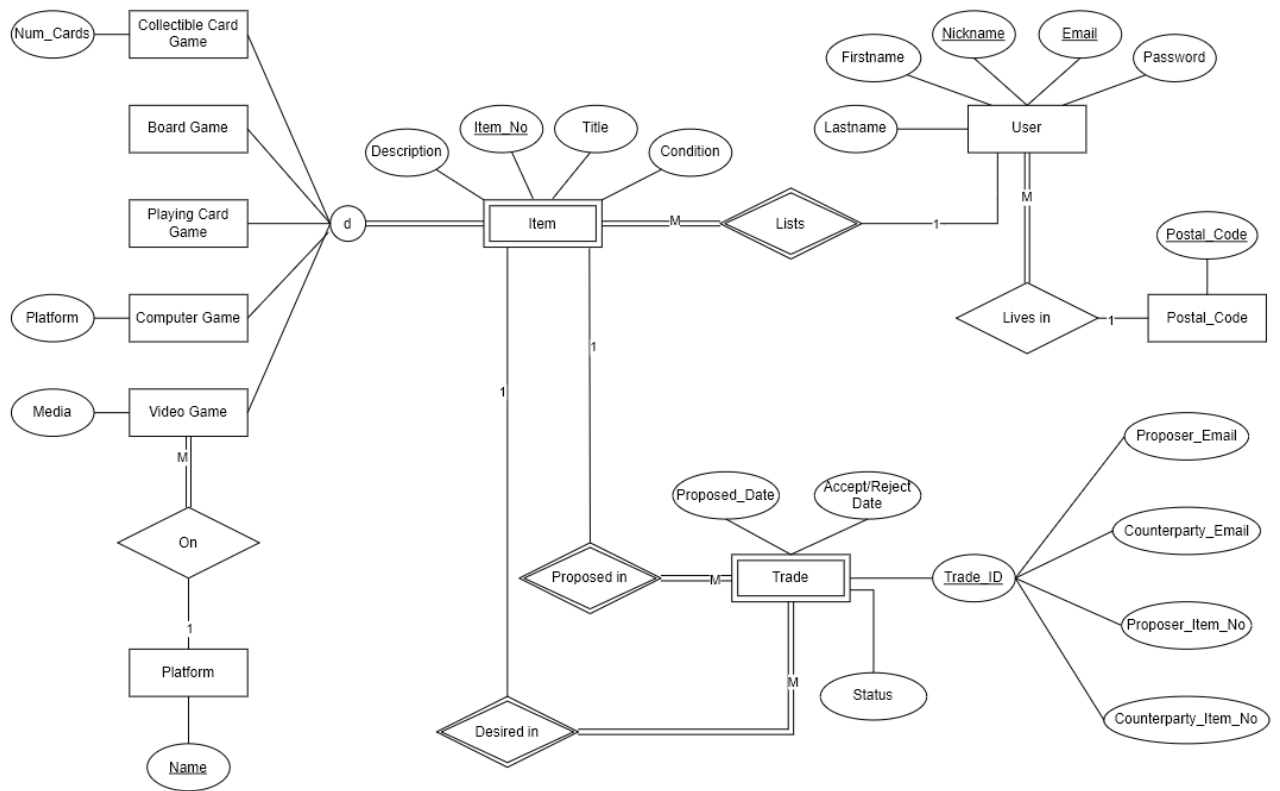 Num_Cards
Collectible Card
Game
Board Game
Playing Card
Game
Platform
Computer Game
Media
Video Game
M
On
1
Platform
Name
d
Description
Item_No
Title
Condition
Item
M
Lists
1
Firstname
Nickname
Email
Password
Lastname
User
M
Lives in
1
Postal_Code
Postal_Code
1
1
Proposed in
M
Desired in
M
Proposed_Date
Accept/Reject
Date
Trade
Status
Trade_ID
Proposer_Email
Counterparty_Email
Proposer_Item_No
Counterparty_Item_No